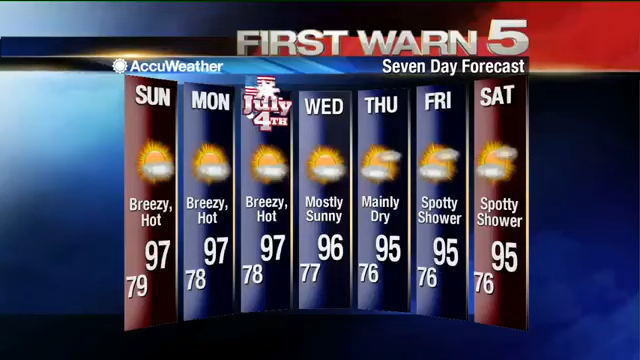 FIRST WARN 5
AccuWeather
Seven Day Forecast
SUN
Breezy,
Hot
97
79
MON
Breezy,
Hot
97
78
July
4TH
Breezy,
Hot
97
78
WED
Mostly
Sunny
96
77
THU
Mainly
Dry
95
76
FRI
Spotty
Shower
95
76
SAT
Spotty
Shower
95
76